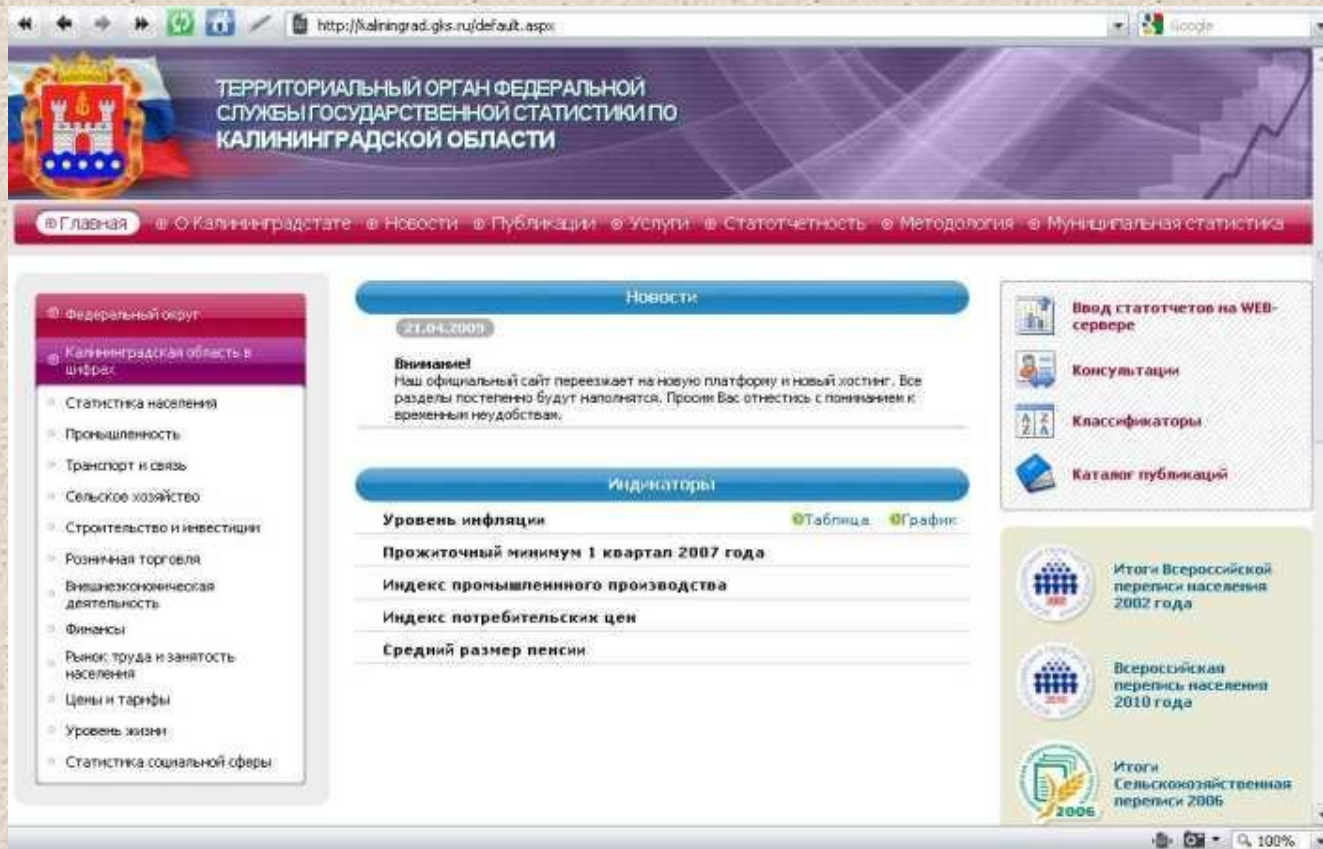 http://kaliningrad.gks.ru/default.aspx
Google
ТЕРРИТОРИАЛЬНЫЙ ОРГАН ФЕДЕРАЛЬНОЙ
СЛУЖБЫ ГОСУДАРСТВЕННОЙ СТАТИСТИКИ ПО
КАЛИНИНГРАДСКОЙ ОБЛАСТИ
Главная О Калининградстате Новости Публикации Услуги Статотчетность Методология Муниципальная статистика
Федеральный округ
Калининградская область в
цифрах
Статистика населения
Промышленность
Транспорт и связь
Сельское хозяйство
Строительство и инвестиции
Розничная торговля
Внешнеэкономическая
деятельность
Финансы
Рынок труда и занятость
населения
Цены и тарифы
Уровень жизни
Статистика социальной сферы
Новости
21.04.2009
Внимание!
Наш официальный сайт переезжает на новую платформу и новый хостинг. Все
разделы постепенно будут наполнятся. Просим Вас отнестись с пониманием к
временным неудобствам.
Индикаторы
Уровень инфляции Таблица График
Прожиточный минимум 1 квартал 2007 года
Индекс промышленнного производства
Индекс потребительских цен
Средний размер пенсии
Ввод статотчетов на WEB-
сервере
Консультации
Классификаторы
Каталог публикаций
Итоги Всероссийской
переписи населения
2002 года
Всероссийская
перепись населения
2010 года
Итоги
Сельскохозяйственная
переписи 2006
2006
100%